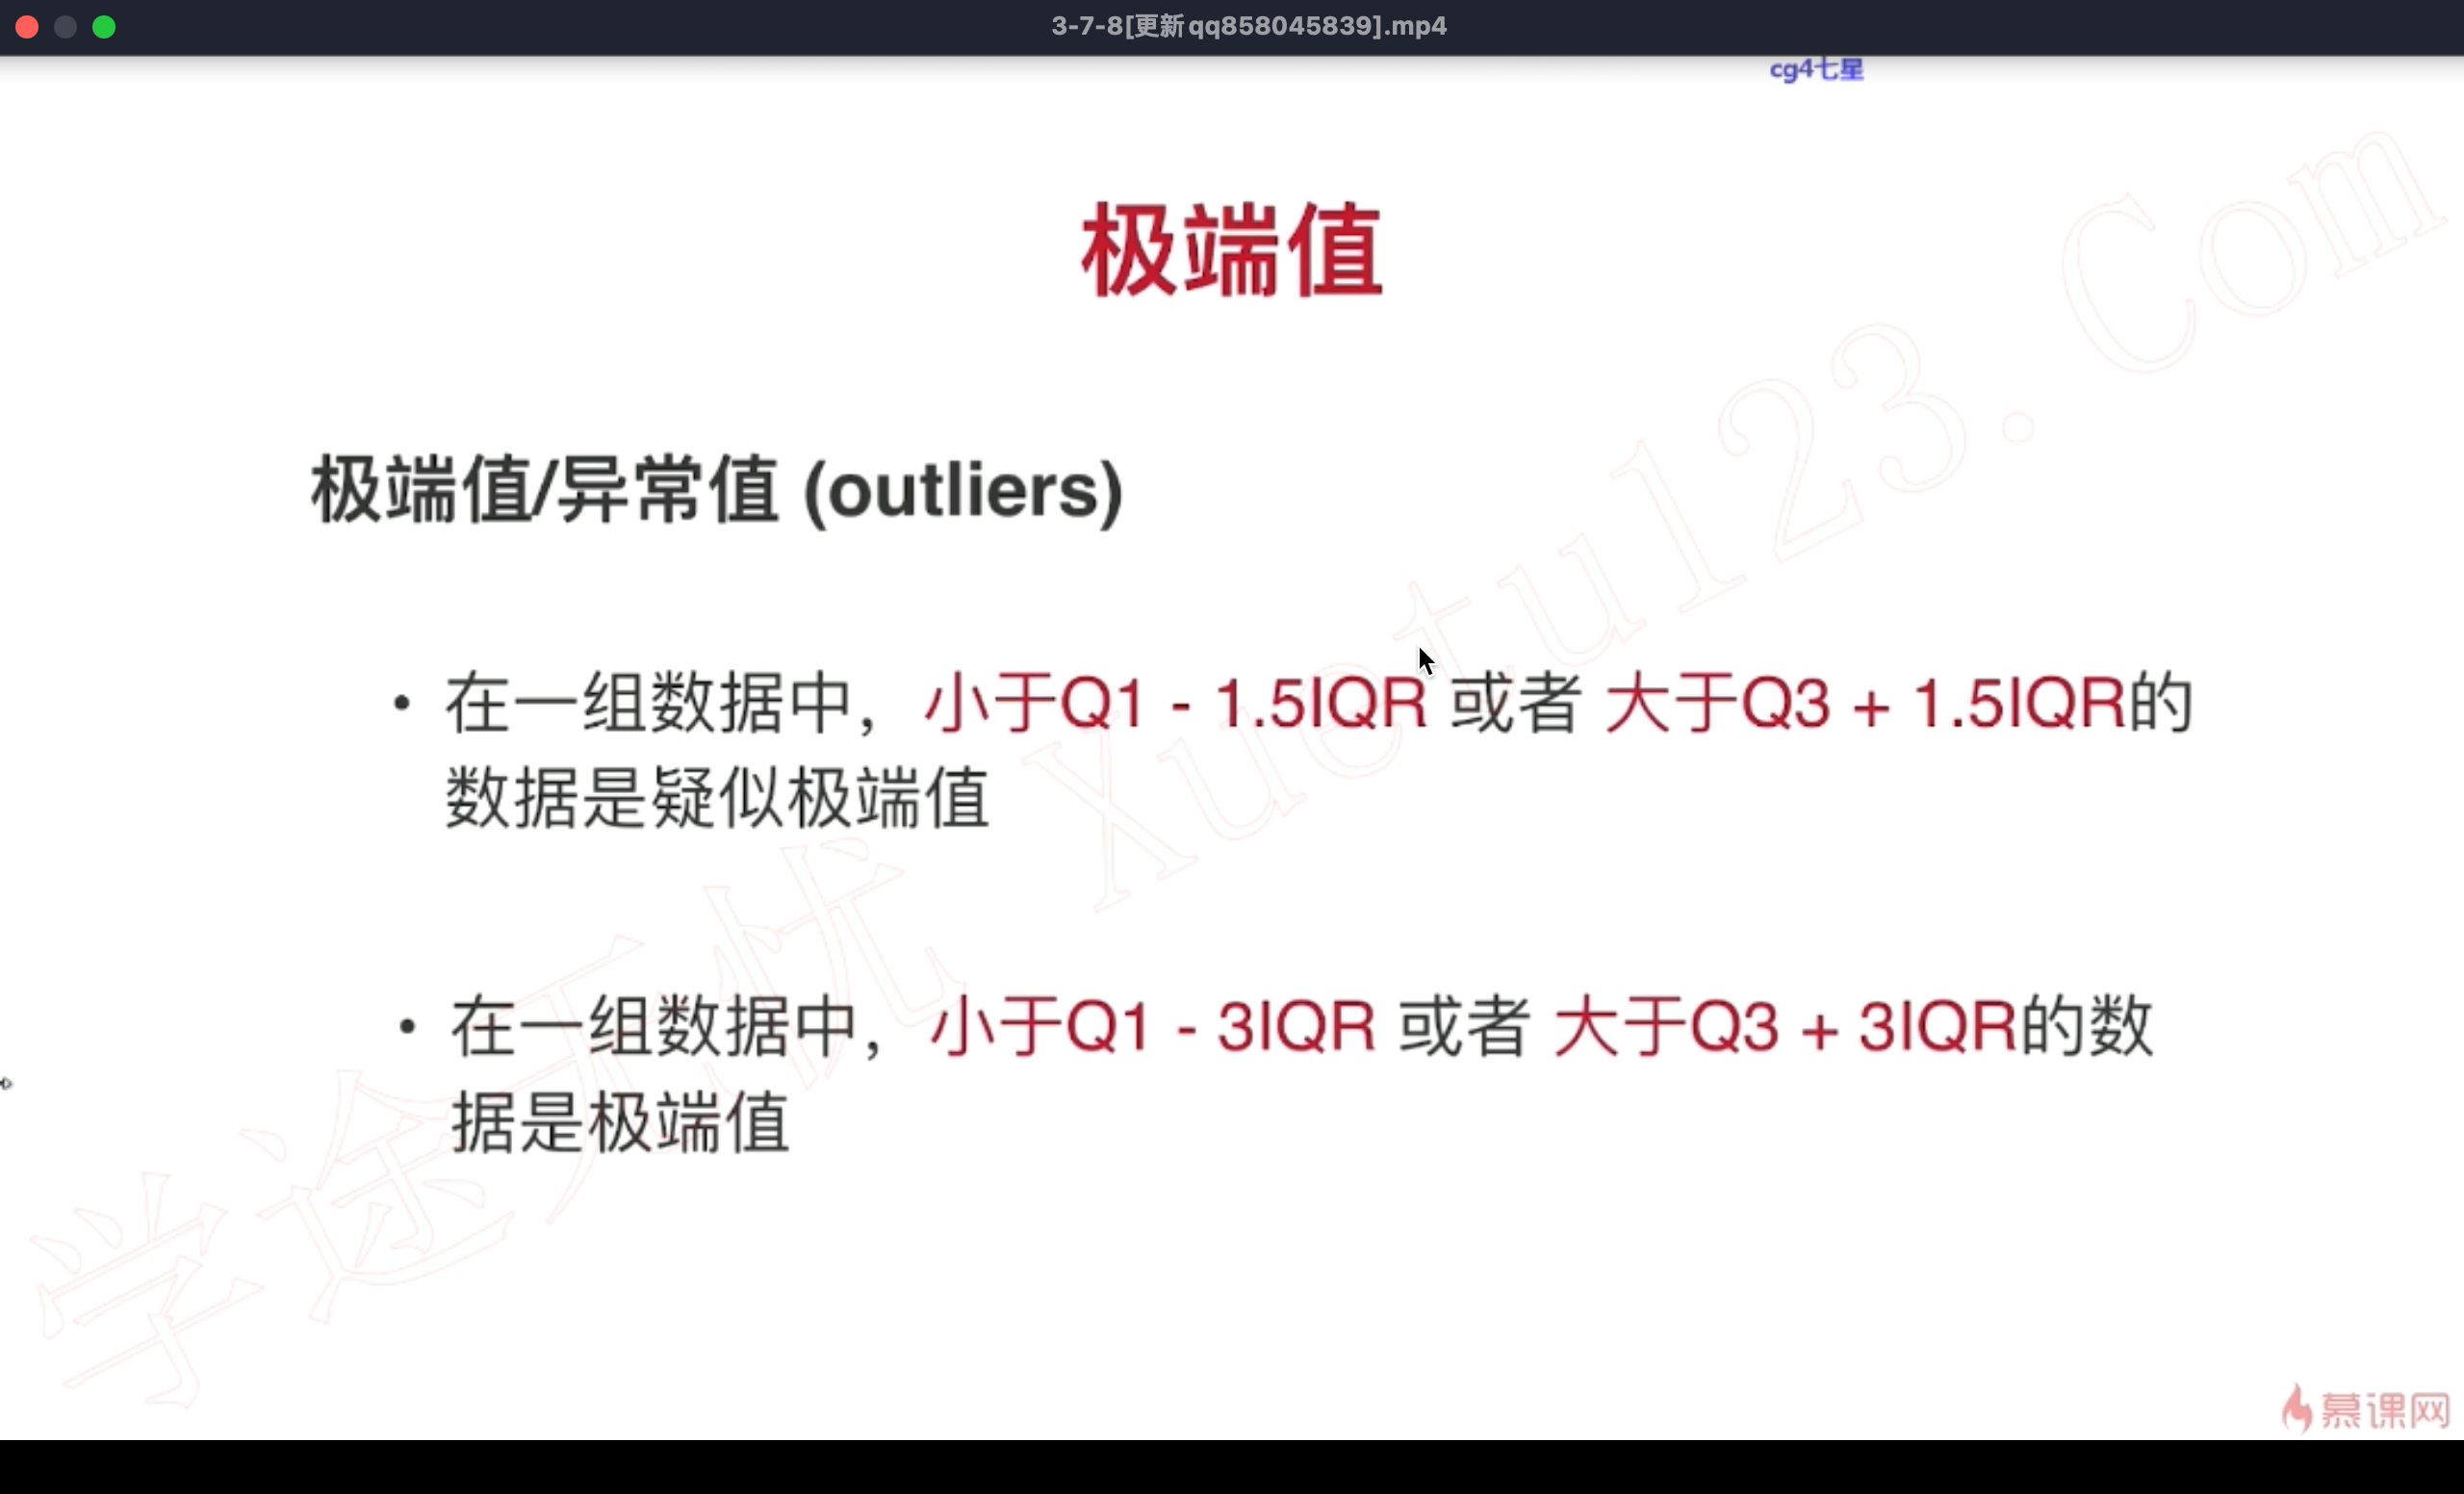 3-7-8[更新qq858045839].mp4
cg4七星
极端值
极端值/异常值 (outliers)
• 在一组数据中，小于Q1 - 1.5IQR 或者 大于Q3 + 1.5IQR的
数据是疑似极端值
• 在一组数据中，小于Q1 - 3IQR 或者 大于Q3 + 3IQR的数
据是极端值
学途无忧 Xuetu123.Com
慕课网